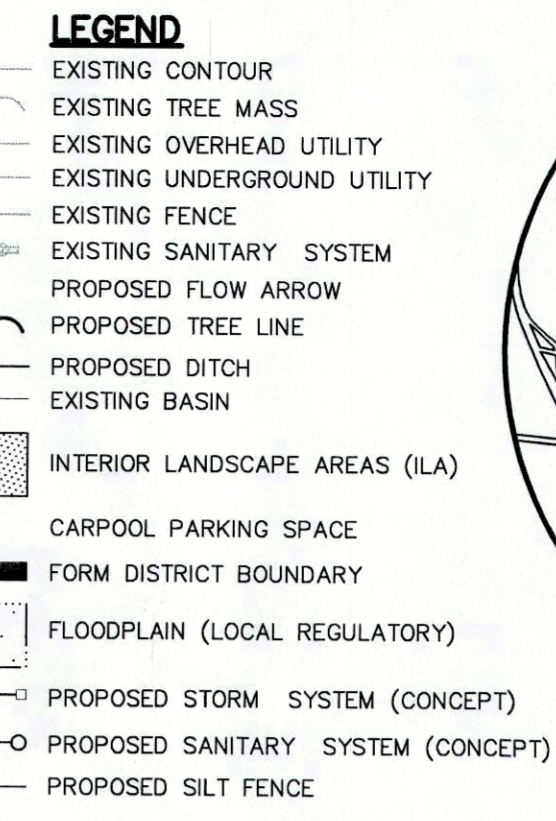 LEGEND
EXISTING CONTOUR
EXISTING TREE MASS
EXISTING OVERHEAD UTILITY
EXISTING UNDERGROUND UTILITY
EXISTING FENCE
EXISTING SANITARY SYSTEM
PROPOSED FLOW ARROW
PROPOSED TREE LINE
PROPOSED DITCH
EXISTING BASIN
INTERIOR LANDSCAPE AREAS (ILA)
CARPOOL PARKING SPACE
FORM DISTRICT BOUNDARY
FLOODPLAIN (LOCAL REGULATORY)
PROPOSED STORM SYSTEM (CONCEPT)
PROPOSED SANITARY SYSTEM (CONCEPT)
PROPOSED SILT FENCE